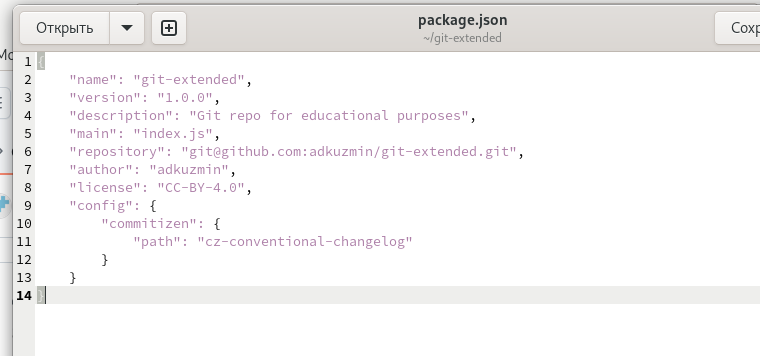 Открыть
package.json
~/git-extended
1 {
2 "name": "git-extended",
3 "version": "1.0.0",
4 "description": "Git repo for educational purposes",
5 "main": "index.js",
6 "repository": "git@github.com:adkuzmin/git-extended.git",
7 "author": "adkuzmin",
8 "license": "CC-BY-4.0",
9 "config": {
10 "commitizen": {
11 "path": "cz-conventional-changelog"
12 }
13 }
14 }